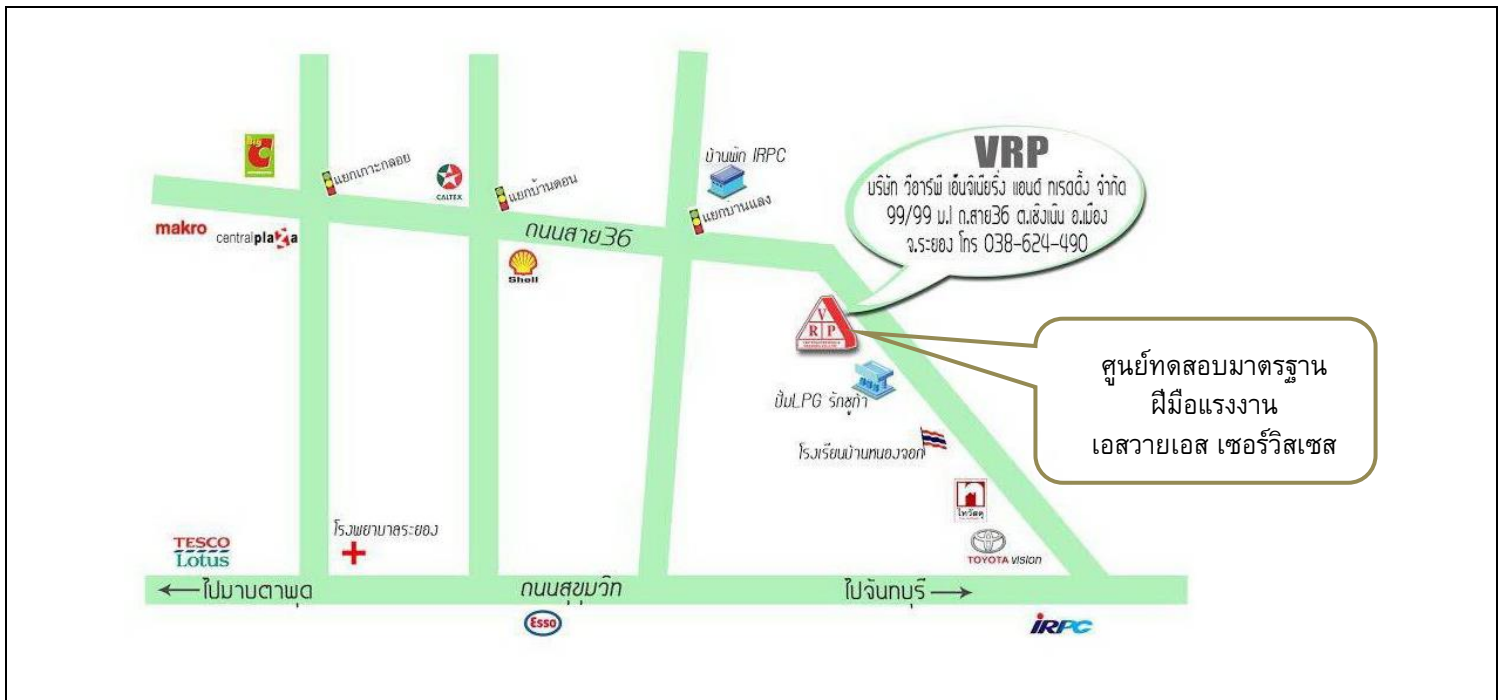 Big
C
แยกเกาะกลอย
CALTEX
แยกบ้านดอน
บ้านพัก IRPC
แยกบ้านแลง
VRP
บริษัท วีอาร์พี เอ็นจิเนียริ่ง แอนด์ เทรดดิ้ง จำกัด
99/99 ม.1 ถ.สาย36 ต.เชิงเนิน อ.เมือง
จ.ระยอง โทร 038-624-490
makro
centralplaza
ถนนสาย36
Shell
V
R P
ศูนย์ทดสอบมาตรฐาน
ฝีมือแรงงาน
เอสวายเอส เซอร์วิสเซส
ปั้มLPG รักชูก้า
โรงเรียนบ้านหนองจอก
ไทวัสดุ
TOYOTA VISION
โรงพยาบาลระยอง
TESCO
Lotus
ไปมาบตาพุด
ถนนสุขุมวิท
ไปจันทบุรี
Esso
IRPC